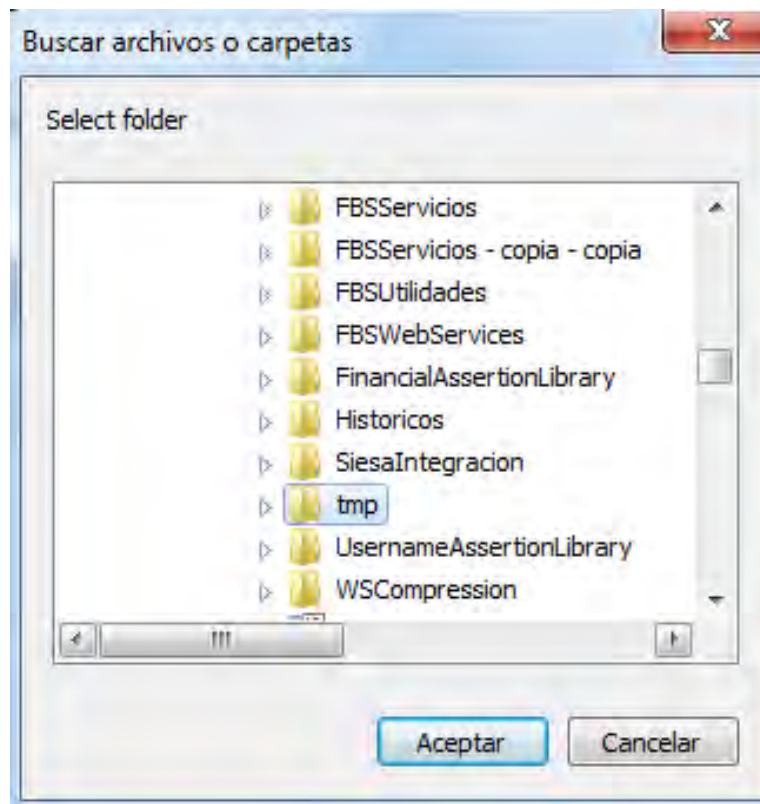 Buscar archivos o carpetas
Select folder
FBSServicios
FBSServicios - copia - copia
FBSUtilidades
FBSWebServices
FinancialAssertionLibrary
Historicos
SiesaIntegracion
tmp
UsernameAssertionLibrary
WSCompression
Aceptar Cancelar